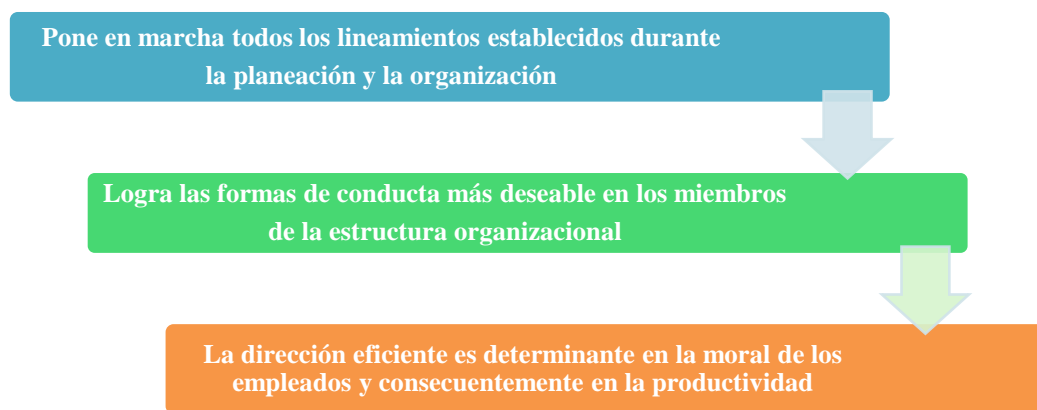 Pone en marcha todos los lineamientos establecidos durante
la planeación y la organización
Logra las formas de conducta más deseable en los miembros
de la estructura organizacional
La dirección eficiente es determinante en la moral de los
empleados y consecuentemente en la productividad